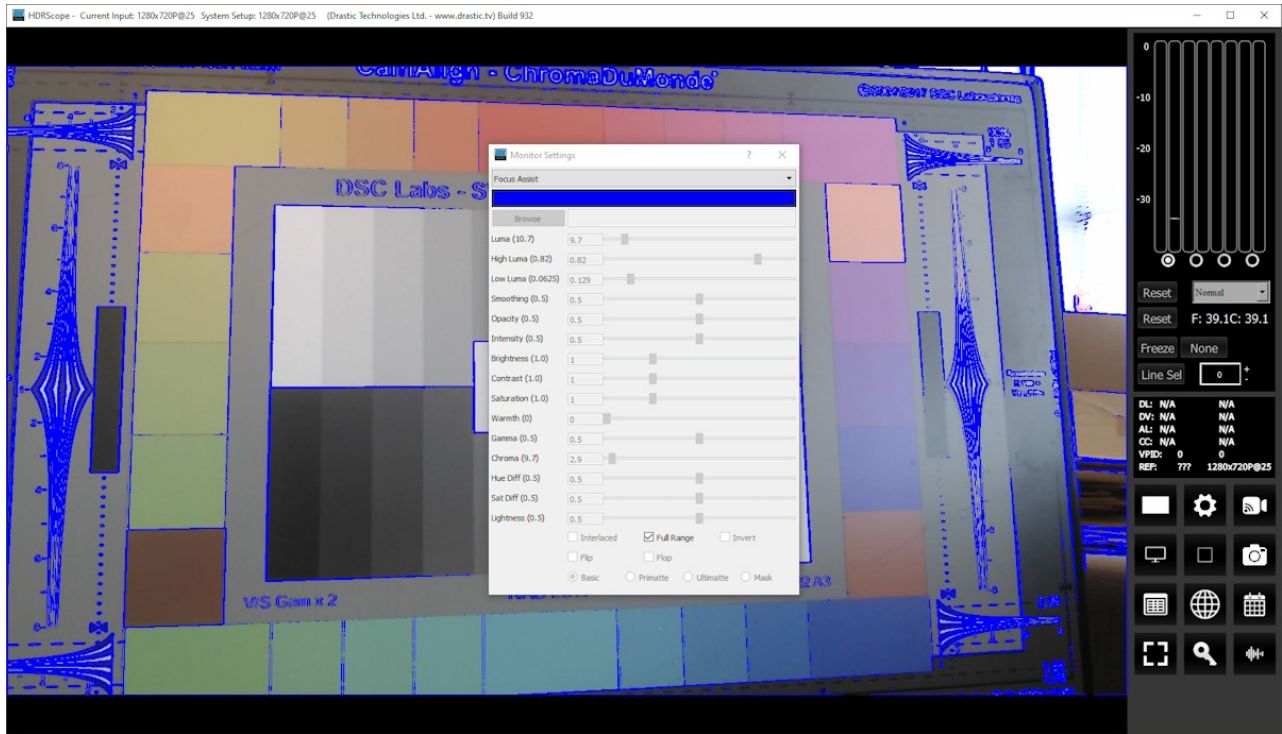 HDRScope - Current Input: 1280x720P@25 System Setup: 1280x720P@25 (Drastic Technologies Ltd. - www.drastic.tv) Build 932
CamAlign - ChromaDuMonde
DSC Labs - S
V/S Gain x 2
Monitor Settings
Focus Assist
Browse
Luma (10.7) 9.7
High Luma (0.82) 0.82
Low Luma (0.0625) 0.129
Smoothing (0.5) 0.5
Opacity (0.5) 0.5
Intensity (0.5) 0.5
Brightness (1.0) 1
Contrast (1.0) 1
Saturation (1.0) 1
Warmth (0) 0
Gamma (0.5) 0.5
Chroma (9.7) 2.9
Hue Diff (0.5) 0.5
Sat Diff (0.5) 0.5
Lightness (0.5) 0.5
Interlaced Full Range Invert
Flip Flop
Basic Primatte Ultimatte Mask
0
-10
-20
-30
Reset Normal
Reset F: 39.1C: 39.1
Freeze None
Line Sel 0 + -
DL: N/A N/A
DV: N/A N/A
AL: N/A N/A
CC: N/A N/A
VPID: 0 0
REF: ??? 1280x720P@25